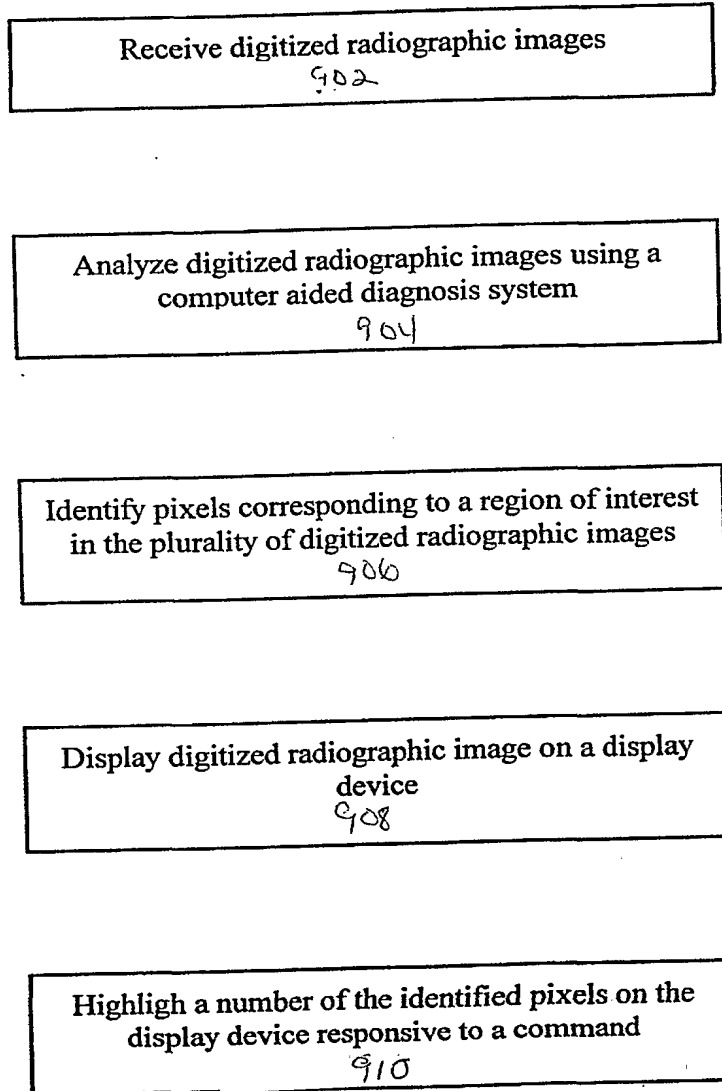 Receive digitized radiographic images
902
Analyze digitized radiographic images using a
computer aided diagnosis system
904
Identify pixels corresponding to a region of interest
in the plurality of digitized radiographic images
906
Display digitized radiographic image on a display
device
908
Highligh a number of the identified pixels on the
display device responsive to a command
910